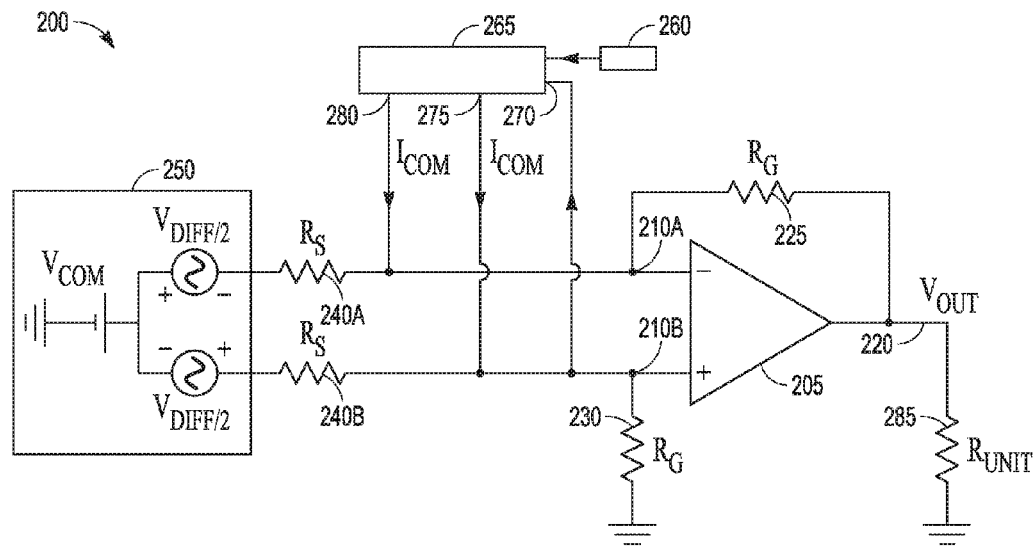 200
265
260
280
275
270
I_COM
I_COM
R_G
225
250
V_DIFF/2
V_COM
R_S
240A
210A
V_OUT
+ -
-
- +
R_S
240B
210B
220
+
205
V_DIFF/2
230
R_G
285
R_UNIT